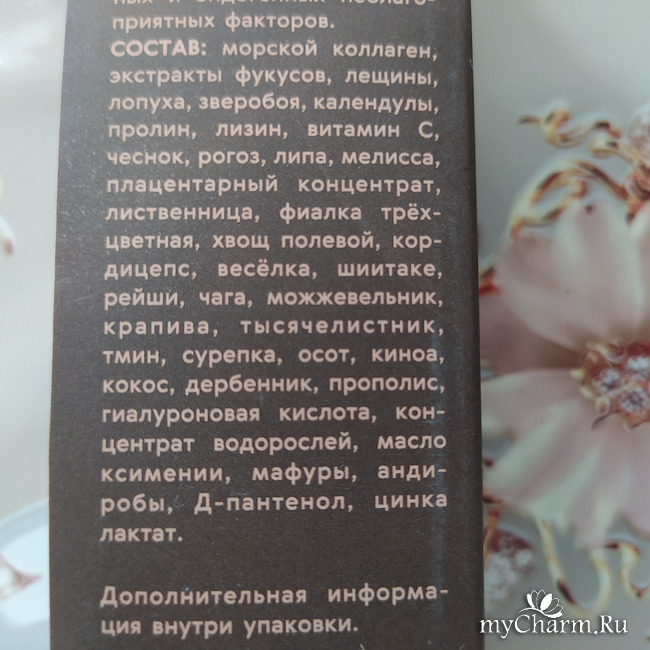 приятных факторов.
СОСТАВ: морской коллаген,
экстракты фукусов, лещины,
лопуха, зверобоя, календулы,
пролин, лизин, витамин С,
чеснок, рогоз, липа, мелисса,
плацентарный концентрат,
лиственница, фиалка трёх-
цветная, хвощ полевой, кор-
дицепс, весёлка, шиитаке,
рейши, чага, можжевельник,
крапива, тысячелистник,
тмин, сурепка, осот, киноа,
кокос, дербенник, прополис,
гиалуроновая кислота, кон-
центрат водорослей, масло
ксимении, мафуры, анди-
робы, Д-пантенол, цинка
лактат.
Дополнительная информа-
ция внутри упаковки.
myCharm.Ru